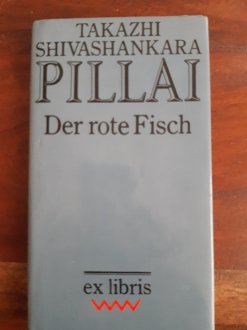 TAKAZHI
SHIVASHANKARA
PILLAI
Der rote Fisch
ex libris